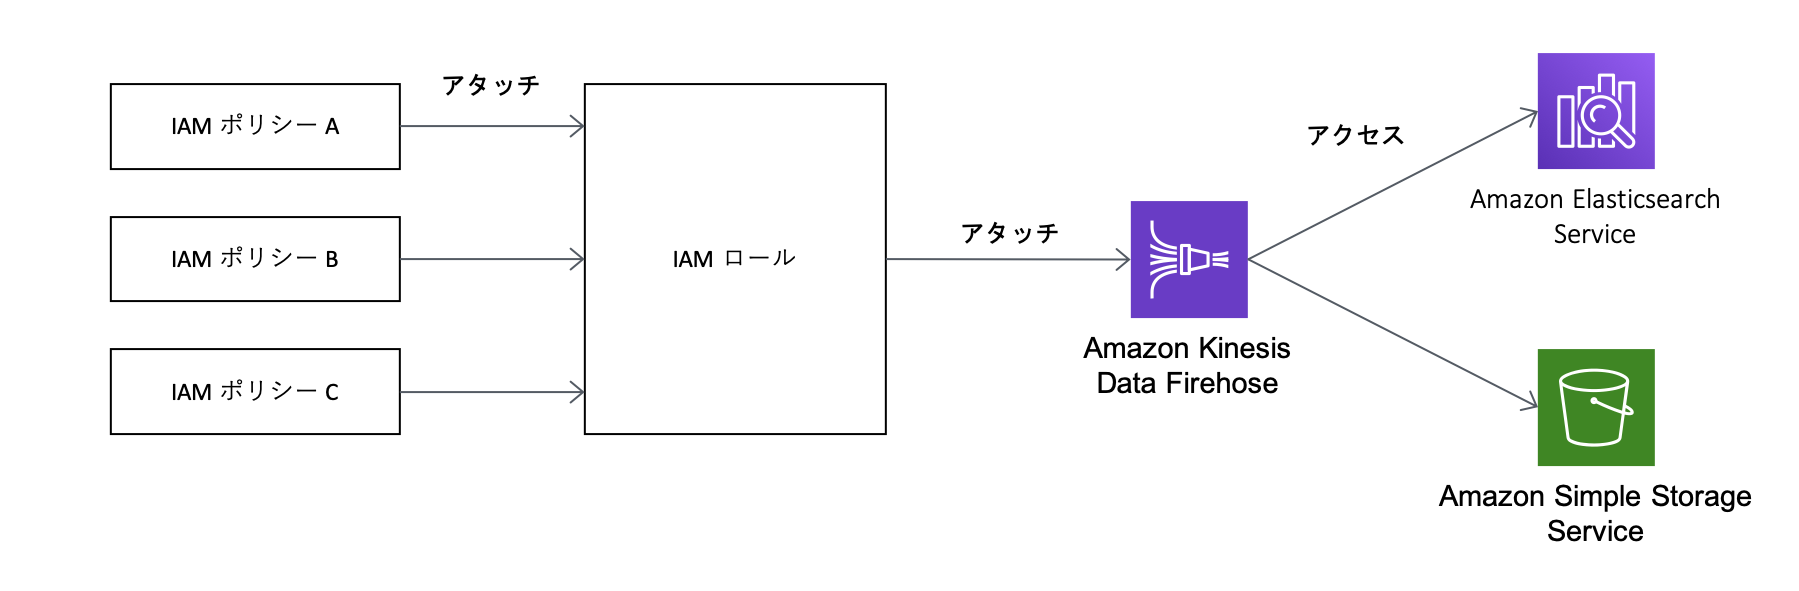 アタッチ
IAM ポリシー A
IAM ポリシー B
IAM ポリシー C
IAM ロール
アタッチ
Amazon Kinesis
Data Firehose
アクセス
Amazon Elasticsearch
Service
Amazon Simple Storage
Service